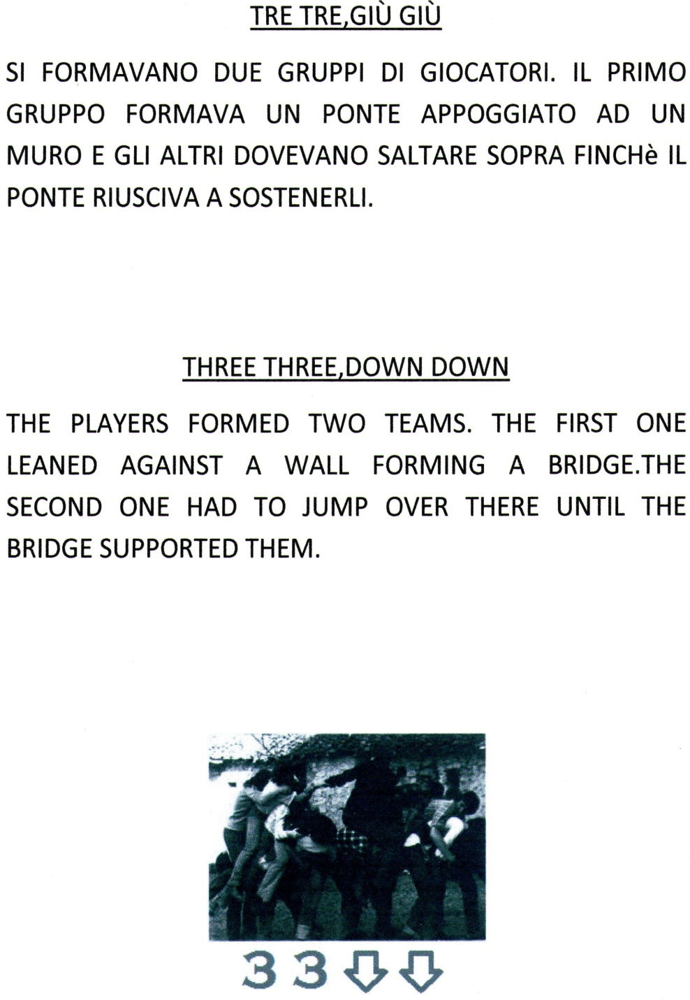 TRE TRE,GIÙ GIÙ
SI FORMAVANO DUE GRUPPI DI GIOCATORI. IL PRIMO
GRUPPO FORMAVA UN PONTE APPOGGIATO AD UN
MURO E GLI ALTRI DOVEVANO SALTARE SOPRA FINCHè IL
PONTE RIUSCIVA A SOSTENERLI.
THREE THREE,DOWN DOWN
THE PLAYERS FORMED TWO TEAMS. THE FIRST ONE
LEANED AGAINST A WALL FORMING A BRIDGE.THE
SECOND ONE HAD TO JUMP OVER THERE UNTIL THE
BRIDGE SUPPORTED THEM.
3 3 ⇩ ⇩